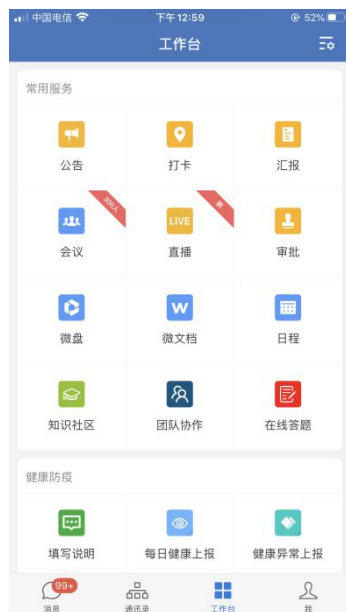 中国电信 下午12:59 52%
工作台
常用服务
公告 打卡 汇报
300人 新
LIVE
会议 直播 审批
W
微盘 微文档 日程
知识社区 团队协作 在线答题
健康防疫
填写说明 每日健康上报 健康异常上报
99+
消息 通讯录 工作台 我